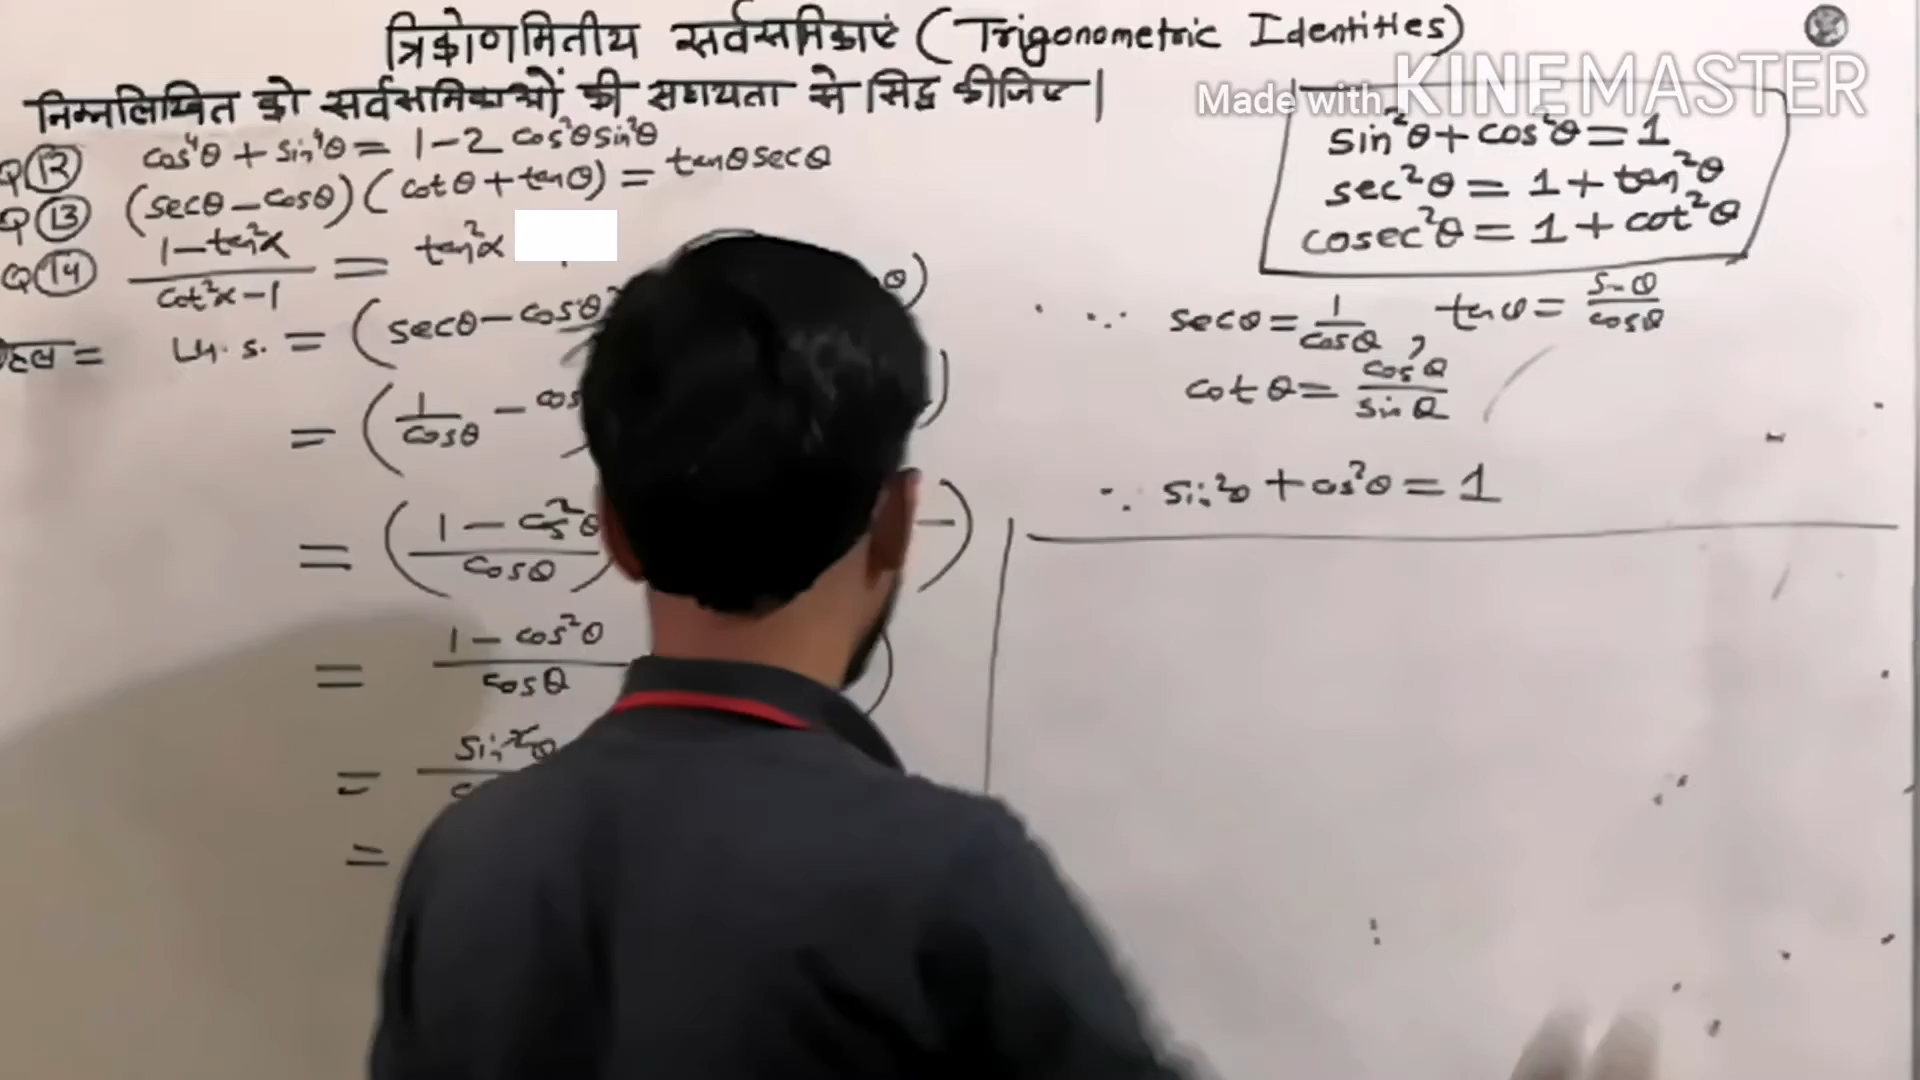 त्रिकोणमितीय सर्वसमिकाएं (Trigonometric Identities)
Made with KINEMASTER
निम्नलिखित को सर्वसमिकाओं की सहायता से सिद्ध कीजिए।
Q 12 cos⁴θ + sin⁴θ = 1 - 2 cos²θ sin²θ
Q 13 (secθ - cosθ) (cotθ + tanθ) = tanθ secθ
Q 14 (1 - tan²α)/(cot²α - 1) = tan²α
sin²θ + cos²θ = 1
sec²θ = 1 + tan²θ
cosec²θ = 1 + cot²θ
हल = L.H.S. = (secθ - cosθ θ)
= (1/cosθ - cos )
= ((1 - cos²θ)/cosθ) )
= (1 - cos²θ)/cosθ )
= sin²θ
=
∵ secθ = 1/cosθ, tanθ = sinθ/cosθ
cotθ = cosθ/sinθ
∵ sin²θ + cos²θ = 1